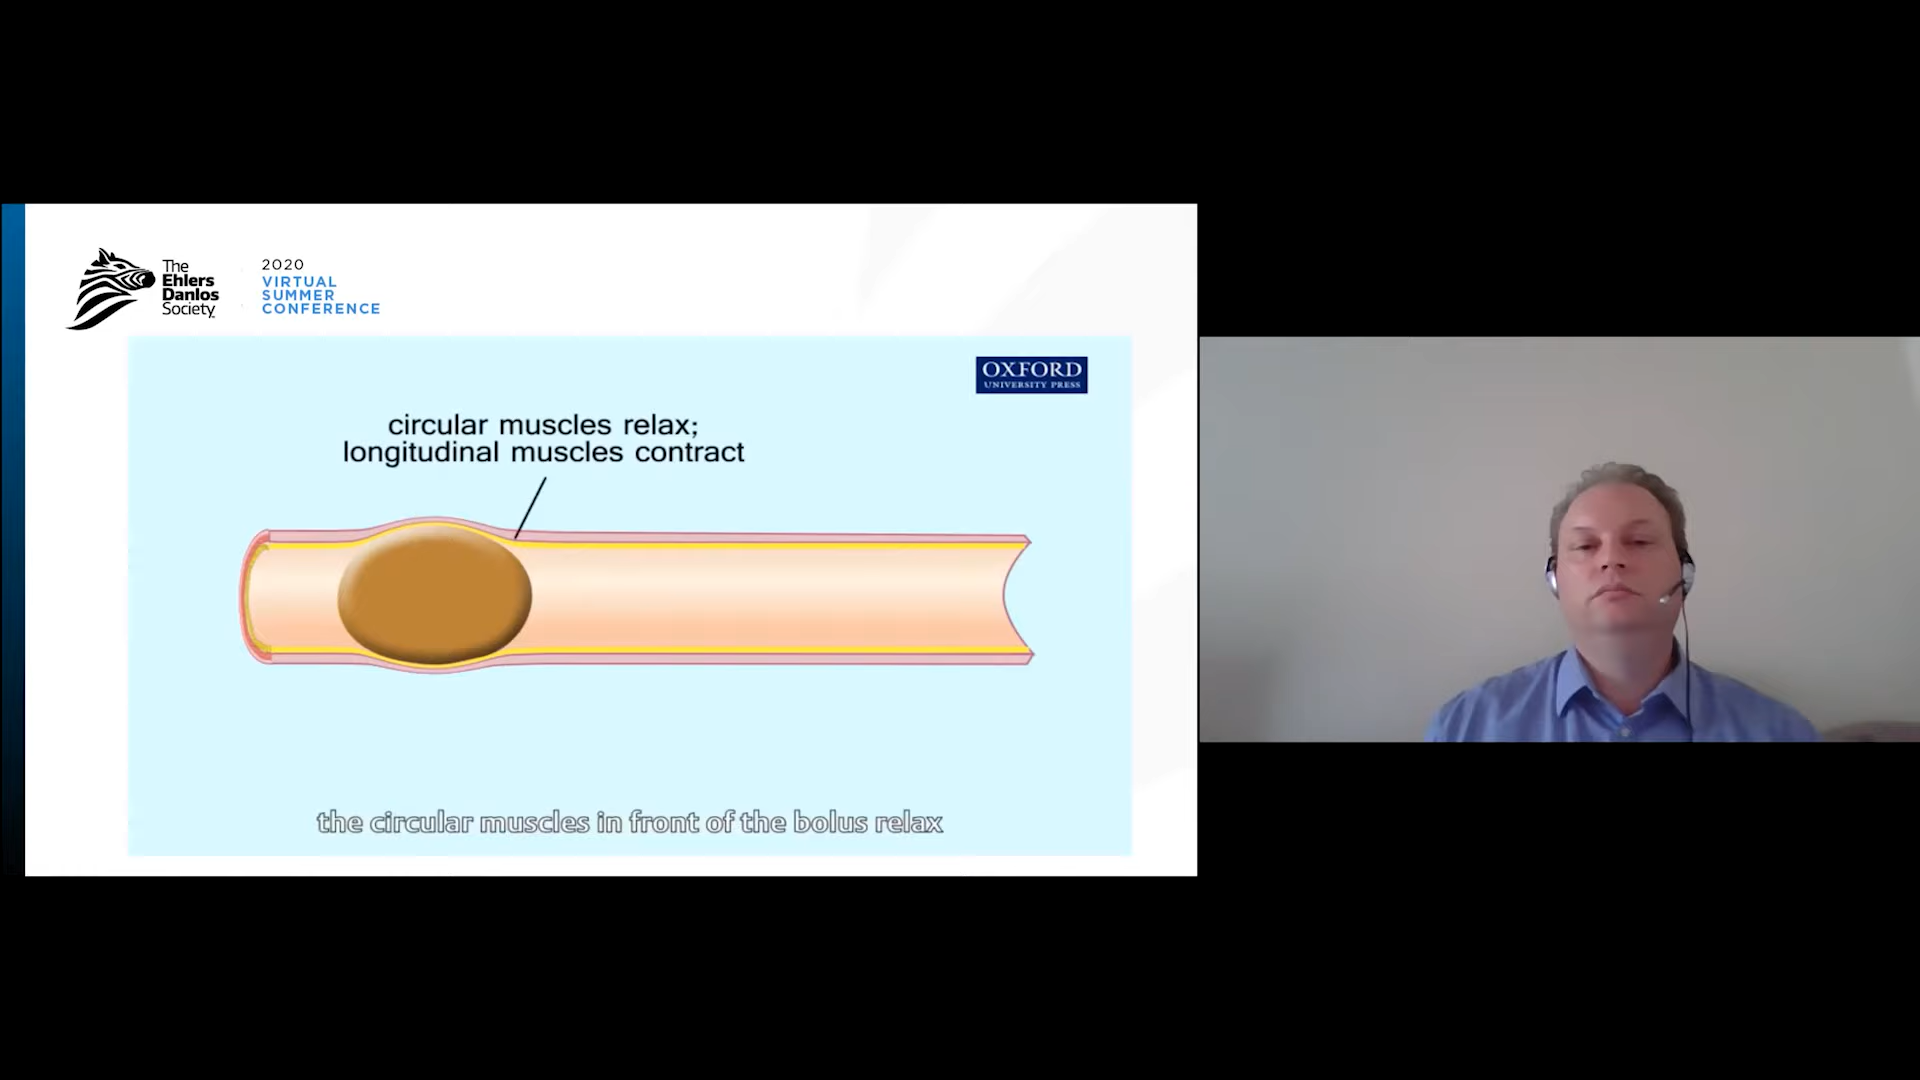 The
Ehlers
Danlos
Society
2020
VIRTUAL
SUMMER
CONFERENCE
OXFORD
UNIVERSITY PRESS
circular muscles relax;
longitudinal muscles contract
the circular muscles in front of the bolus relax